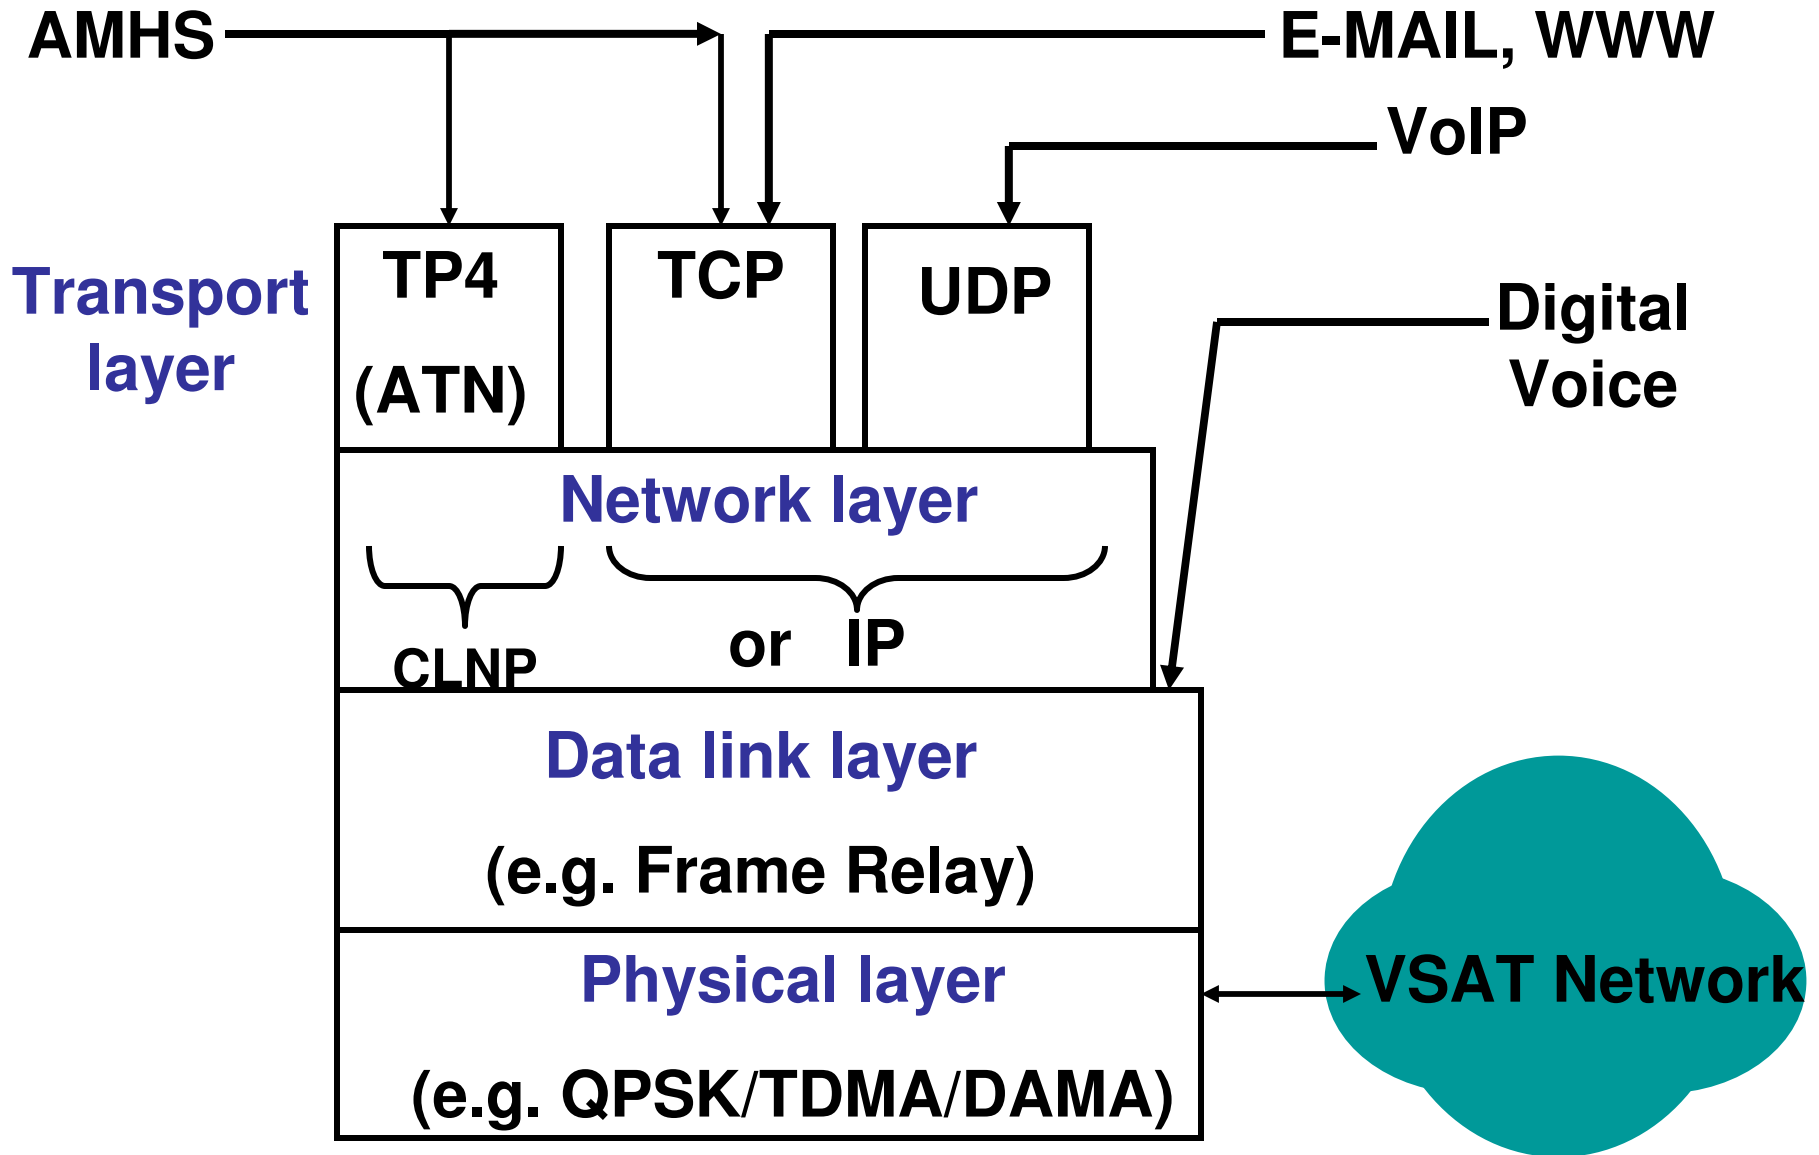 AMHS
E-MAIL, WWW
VoIP
Transport
layer
TP4
(ATN)
TCP
UDP
Digital
Voice
Network layer
CLNP
or IP
Data link layer
(e.g. Frame Relay)
Physical layer
(e.g. QPSK/TDMA/DAMA)
VSAT Network